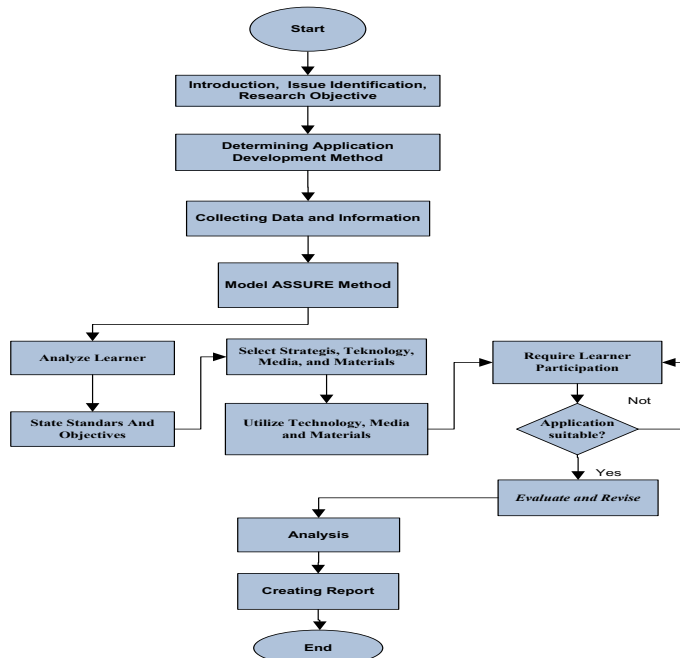 Start
Introduction, Issue Identification,
Research Objective
Determining Application
Development Method
Collecting Data and Information
Model ASSURE Method
Analyze Learner
State Standars And
Objectives
Select Strategis, Teknology,
Media, and Materials
Utilize Technology, Media
and Materials
Require Learner
Participation
Not
Application
suitable?
Yes
Evaluate and Revise
Analysis
Creating Report
End